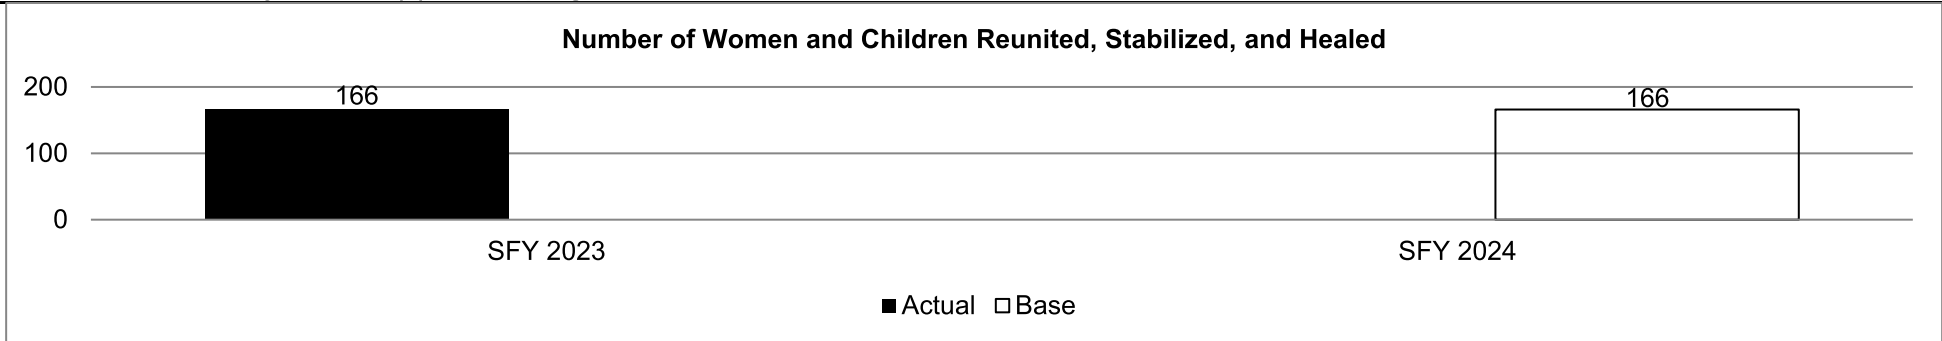 Number of Women and Children Reunited, Stabilized, and Healed
200
166
166
100
0
SFY 2023
SFY 2024
Actual
Base